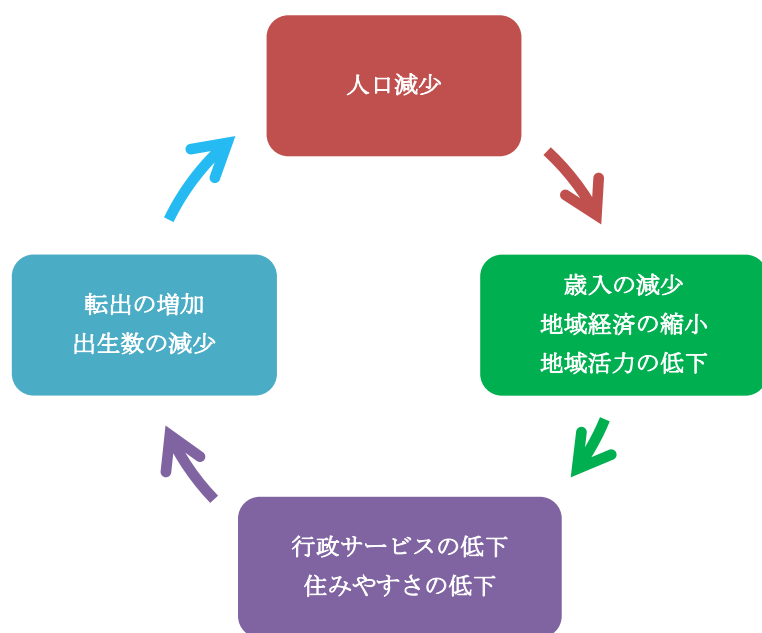 人口減少
歳入の減少
地域経済の縮小
地域活力の低下
行政サービスの低下
住みやすさの低下
転出の増加
出生数の減少